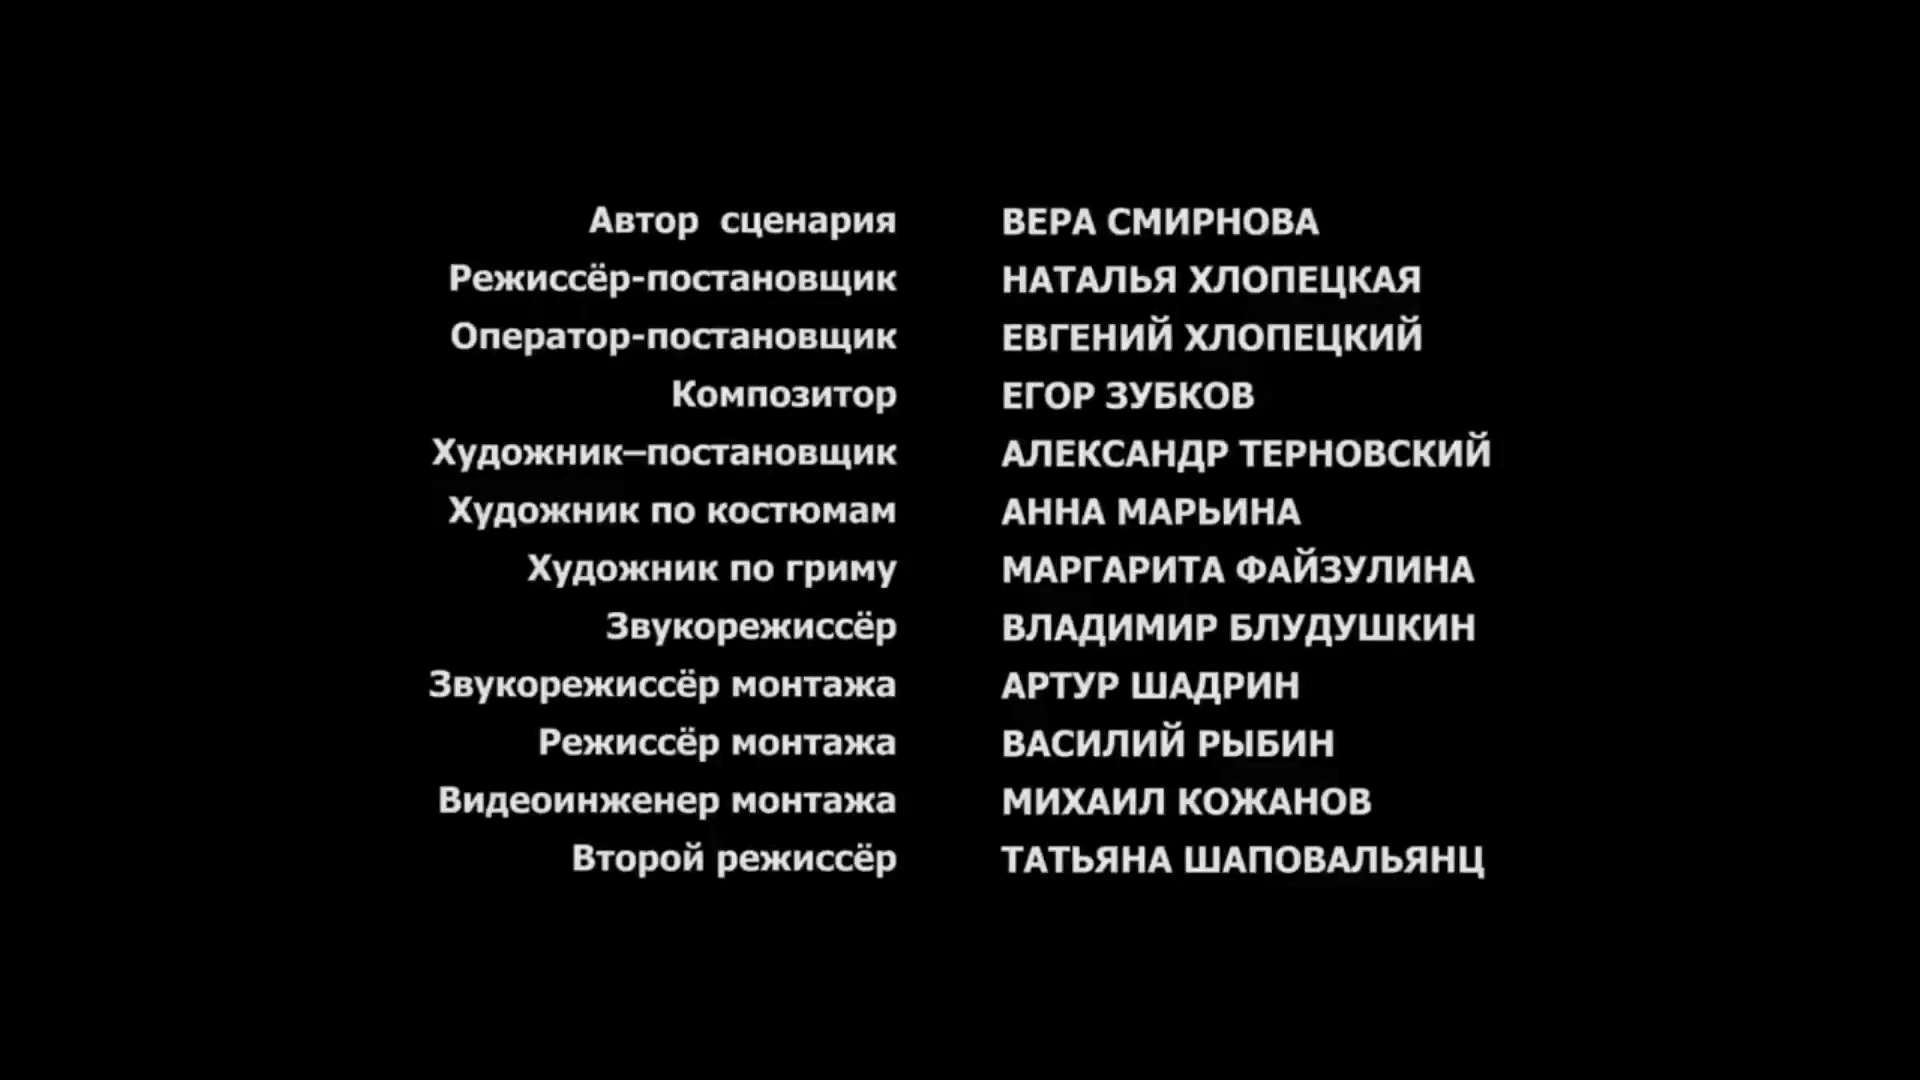 Автор сценария ВЕРА СМИРНОВА
Режиссёр-постановщик НАТАЛЬЯ ХЛОПЕЦКАЯ
Оператор-постановщик ЕВГЕНИЙ ХЛОПЕЦКИЙ
Композитор ЕГОР ЗУБКОВ
Художник–постановщик АЛЕКСАНДР ТЕРНОВСКИЙ
Художник по костюмам АННА МАРЬИНА
Художник по гриму МАРГАРИТА ФАЙЗУЛИНА
Звукорежиссёр ВЛАДИМИР БЛУДУШКИН
Звукорежиссёр монтажа АРТУР ШАДРИН
Режиссёр монтажа ВАСИЛИЙ РЫБИН
Видеоинженер монтажа МИХАИЛ КОЖАНОВ
Второй режиссёр ТАТЬЯНА ШАПОВАЛЬЯНЦ